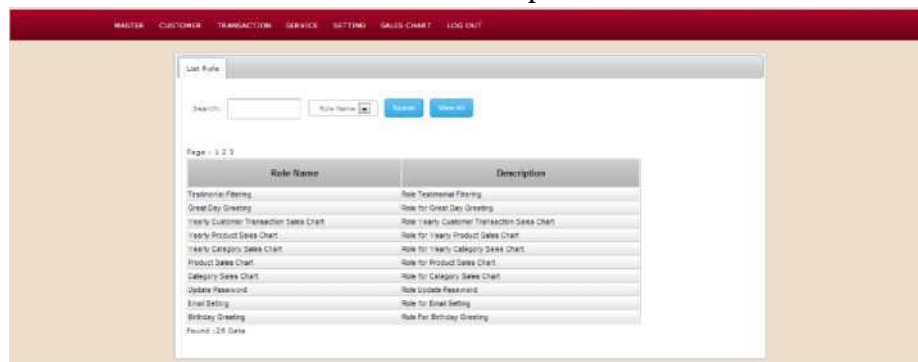 MASTER CUSTOMER TRANSACTION SERVICE SETTING SALES CHART LOG OUT
List Role
Search: Role Name Search View All
Page : 1 2 3
Role Name Description
Testimonial Filtering Role Testimonial Filtering
Great Day Greeting Role for Great Day Greeting
Yearly Customer Transaction Sales Chart Role Yearly Customer Transaction Sales Chart
Yearly Product Sales Chart Role for Yearly Product Sales Chart
Yearly Category Sales Chart Role for Yearly Category Sales Chart
Product Sales Chart Role for Product Sales Chart
Category Sales Chart Role for Category Sales Chart
Update Password Role Update Password
Email Setting Role for Email Setting
Birthday Greeting Role For Birthday Greeting
Found :26 Data